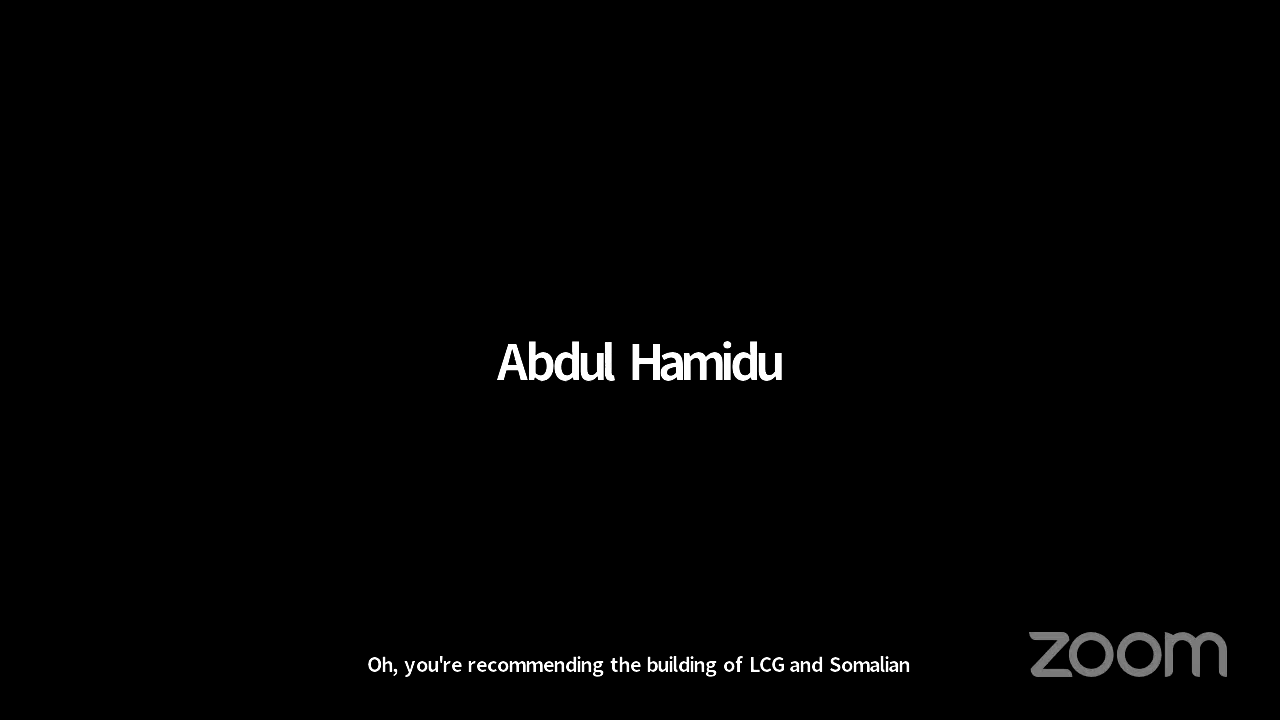 Abdul Hamidu
Oh, you're recommending the building of LCG and Somalian
zoom